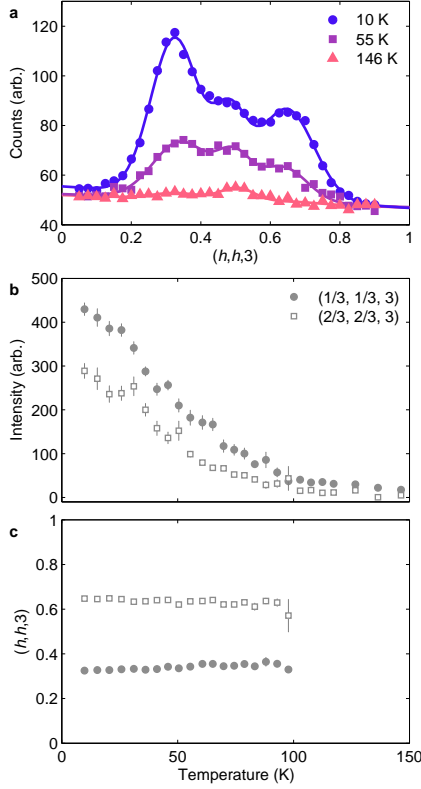 a
10 K
55 K
146 K
120
100
80
60
40
Counts (arb.)
0 0.2 0.4 0.6 0.8 1
(h,h,3)
b
(1/3, 1/3, 3)
(2/3, 2/3, 3)
500
400
300
200
100
0
Intensity (arb.)
c
1
0.8
0.6
0.4
0.2
0
(h,h,3)
0 50 100 150
Temperature (K)